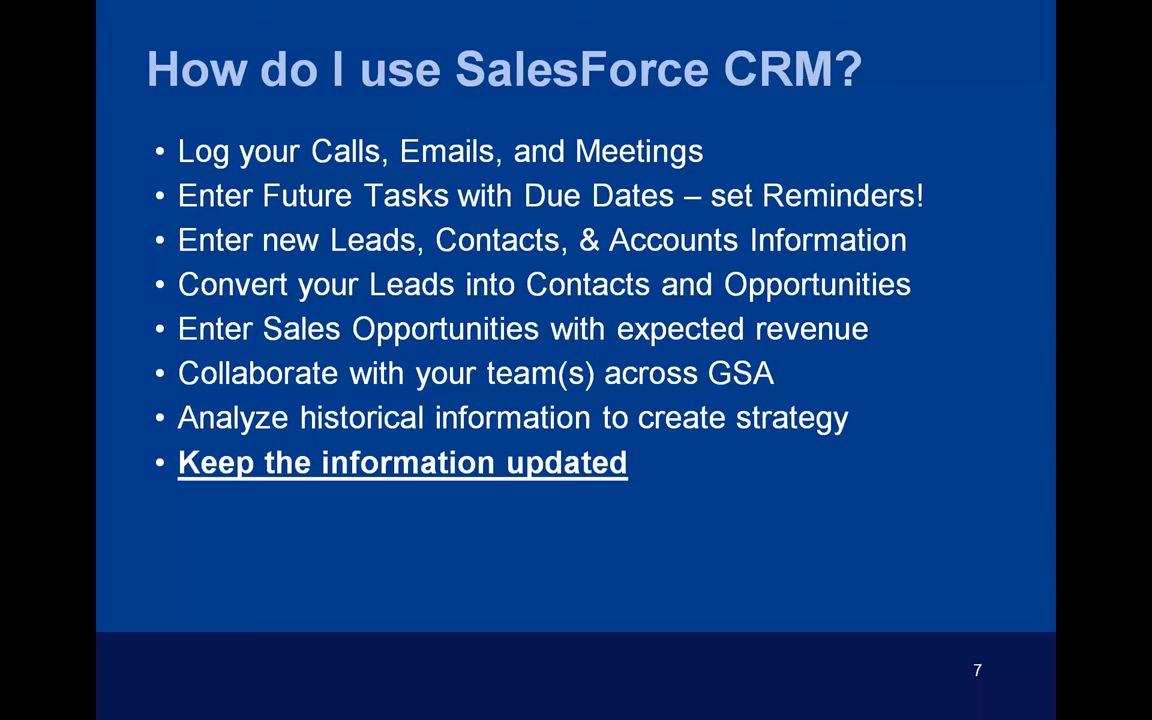 How do I use SalesForce CRM?
• Log your Calls, Emails, and Meetings
• Enter Future Tasks with Due Dates – set Reminders!
• Enter new Leads, Contacts, & Accounts Information
• Convert your Leads into Contacts and Opportunities
• Enter Sales Opportunities with expected revenue
• Collaborate with your team(s) across GSA
• Analyze historical information to create strategy
• Keep the information updated
7